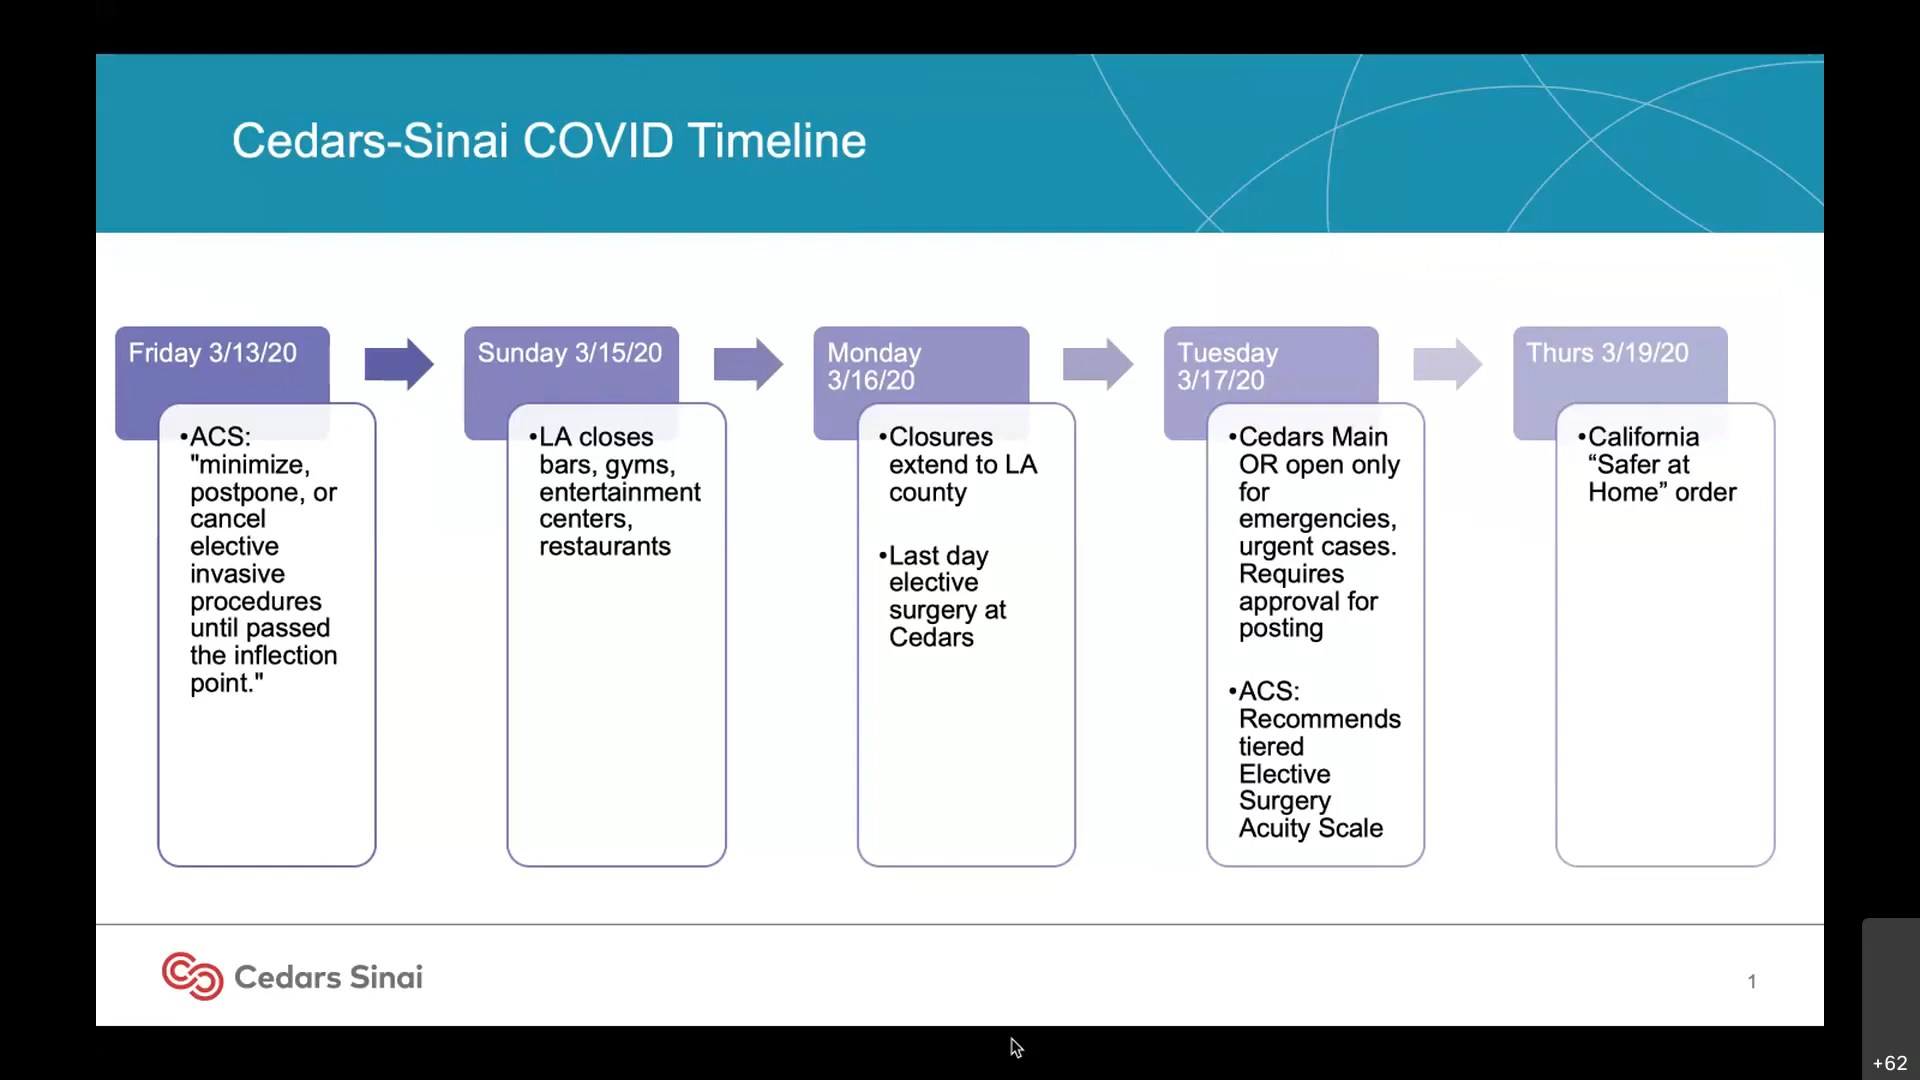 Cedars-Sinai COVID Timeline
Friday 3/13/20
•ACS:
"minimize,
postpone, or
cancel
elective
invasive
procedures
until passed
the inflection
point."
Sunday 3/15/20
•LA closes
bars, gyms,
entertainment
centers,
restaurants
Monday
3/16/20
•Closures
extend to LA
county
•Last day
elective
surgery at
Cedars
Tuesday
3/17/20
•Cedars Main
OR open only
for
emergencies,
urgent cases.
Requires
approval for
posting
•ACS:
Recommends
tiered
Elective
Surgery
Acuity Scale
Thurs 3/19/20
•California
“Safer at
Home” order
Cedars Sinai
1
+62